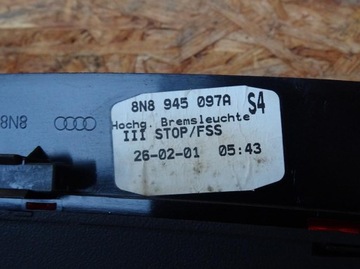 8N8
8N8 945 097A S4
Hochg. Bremsleuchte
III STOP/FSS
26-02-01 05:43